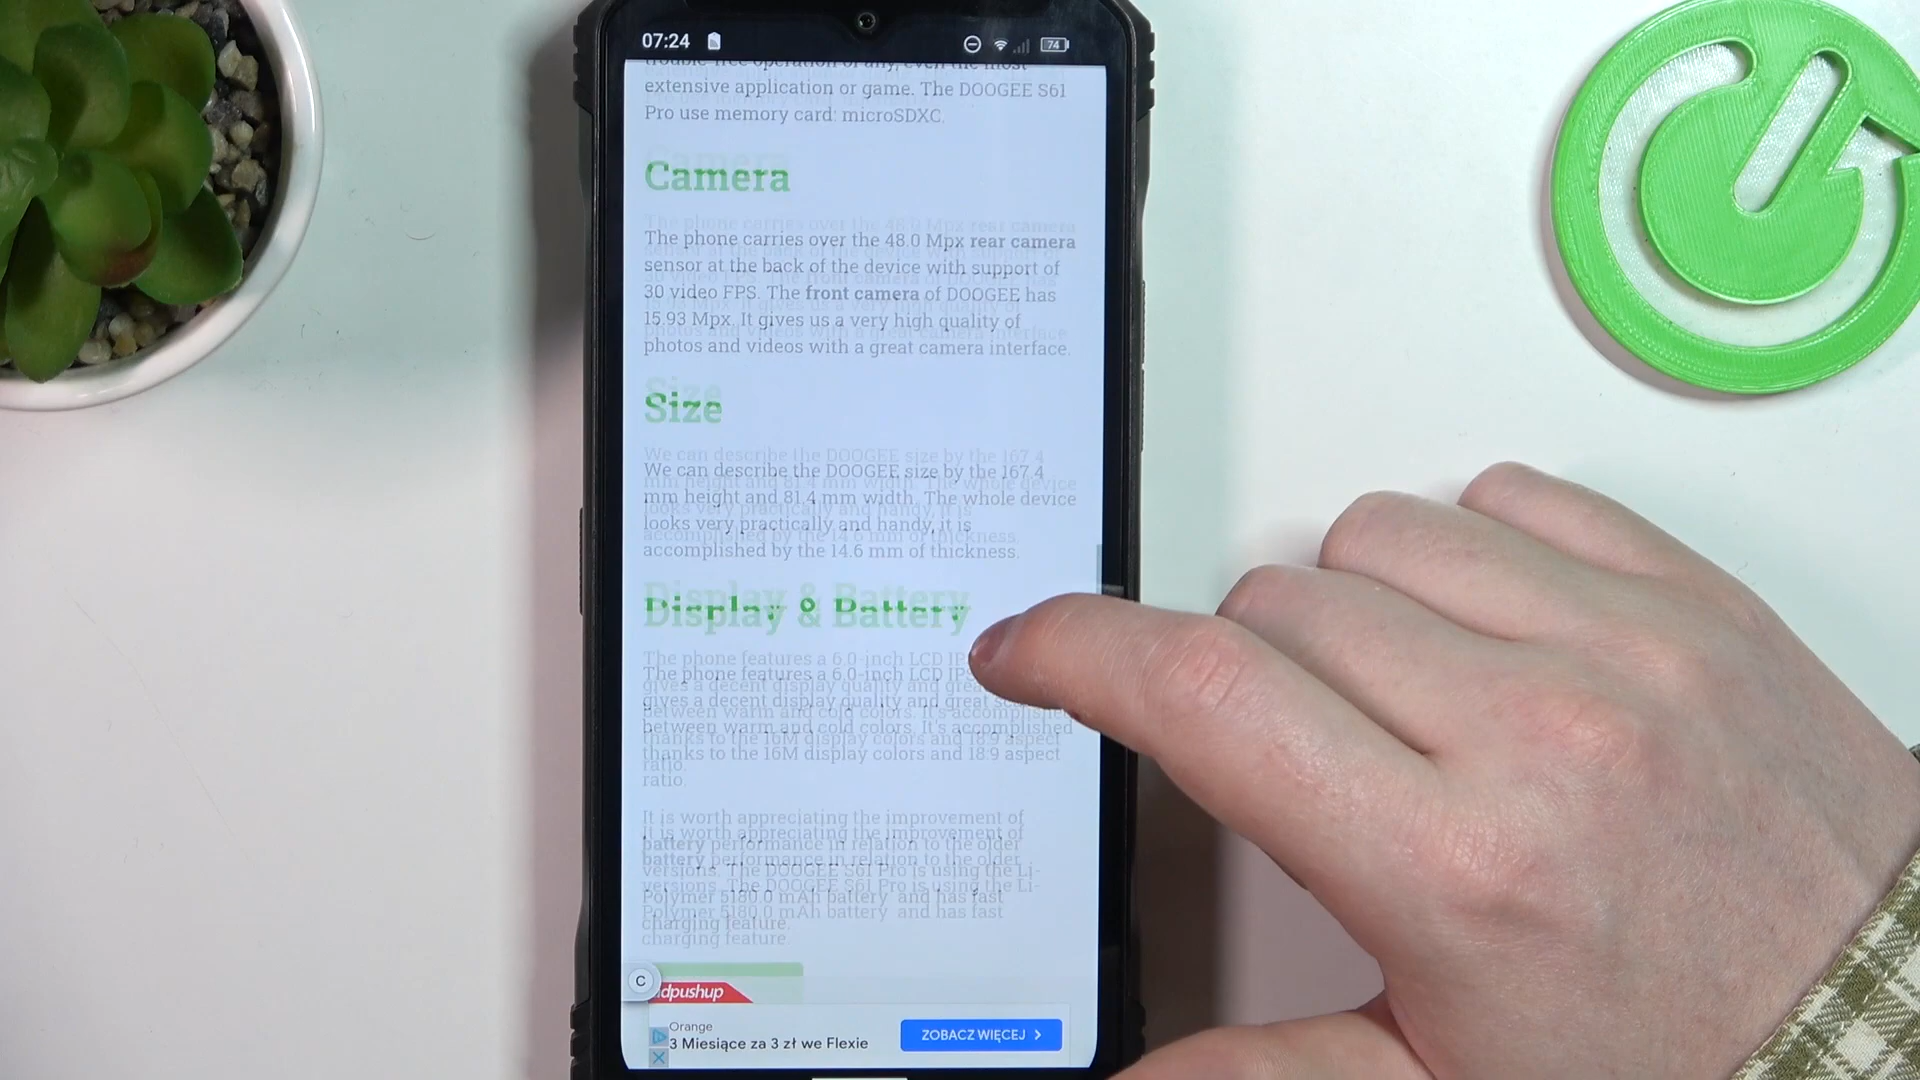 07:24
74
trouble-free operation of any, even the most
extensive application or game. The DOOGEE S61
Pro use memory card: microSDXC.
Camera
The phone carries over the 48.0 Mpx rear camera
sensor at the back of the device with support of
30 video FPS. The front camera of DOOGEE has
15.93 Mpx. It gives us a very high quality of
photos and videos with a great camera interface.
Size
We can describe the DOOGEE size by the 167.4
mm height and 81.4 mm width. The whole device
looks very practically and handy, it is
accomplished by the 14.6 mm of thickness.
Display & Battery
The phone features a 6.0-inch LCD
gives a decent display quality and great
between warm and cold colors. It's accomplished
thanks to the 16M display colors and 18:9 aspect
ratio.
It is worth appreciating the improvement of
battery performance in relation to the older
versions. The DOOGEE S61 Pro is using the Li-
Polymer 5180.0 mAh battery and has fast
charging feature.
C
dpushup
Orange
3 Miesiące za 3 zł we Flexie
ZOBACZ WIĘCEJ >